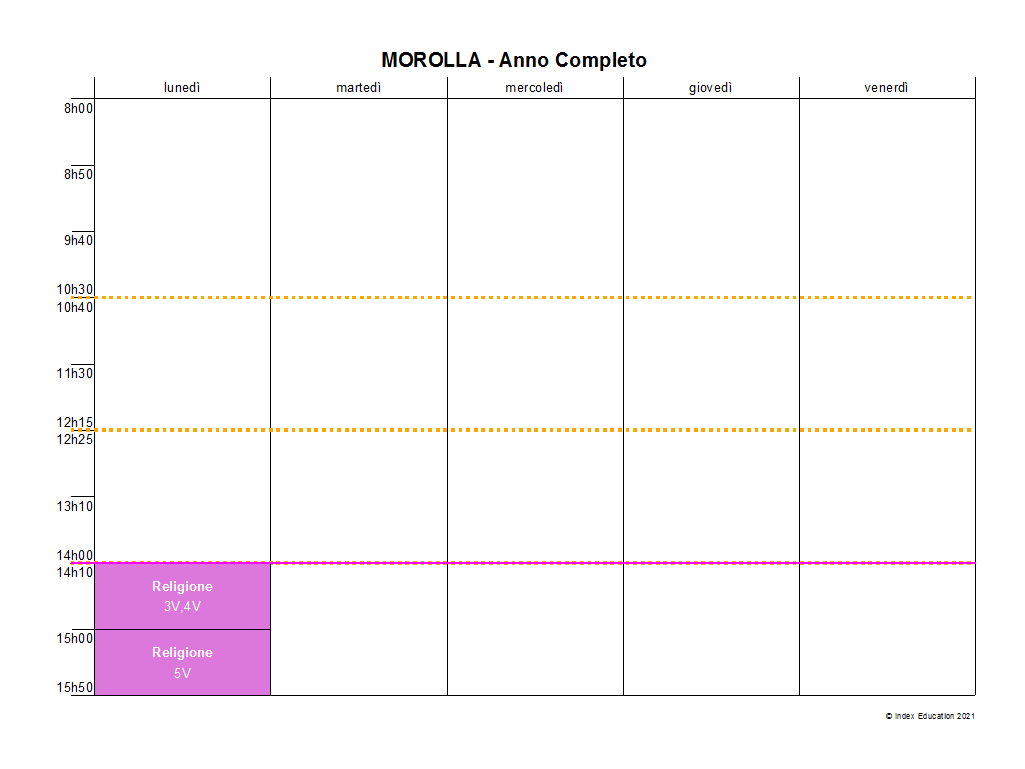 MOROLLA - Anno Completo
lunedì martedì mercoledì giovedì venerdì
8h00
8h50
9h40
10h30
10h40
11h30
12h15
12h25
13h10
14h00
14h10
Religione
3V,4V
15h00
Religione
5V
15h50
© Index Education 2021